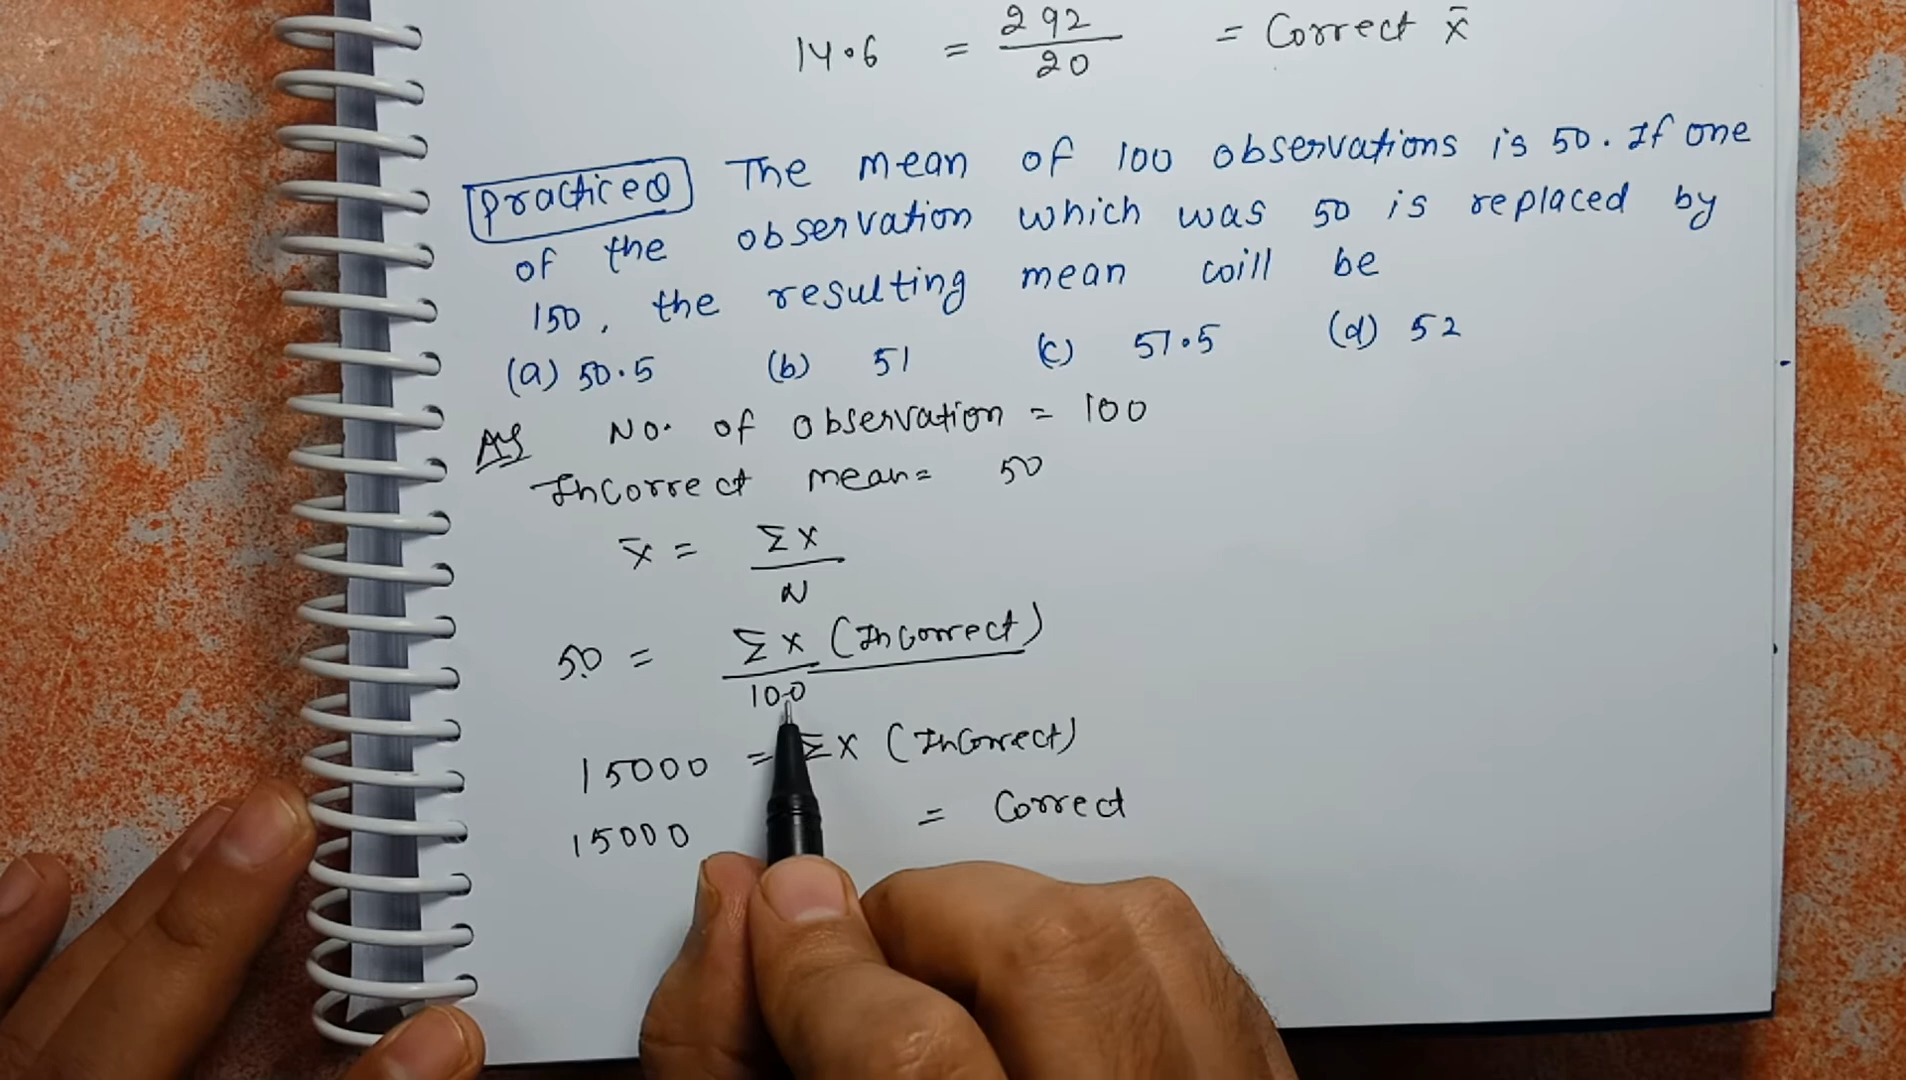 14.6 = 292/20 = Correct x̄
Practice Q The mean of 100 observations is 50. If one
of the observation which was 50 is replaced by
150, the resulting mean will be
(a) 50.5 (b) 51 (c) 51.5 (d) 52
No. of observation = 100
Incorrect mean = 50
x̄ = Σx/N
50 = Σx (Incorrect)/100
15000 = Σx (Incorrect)
15000 = Correct